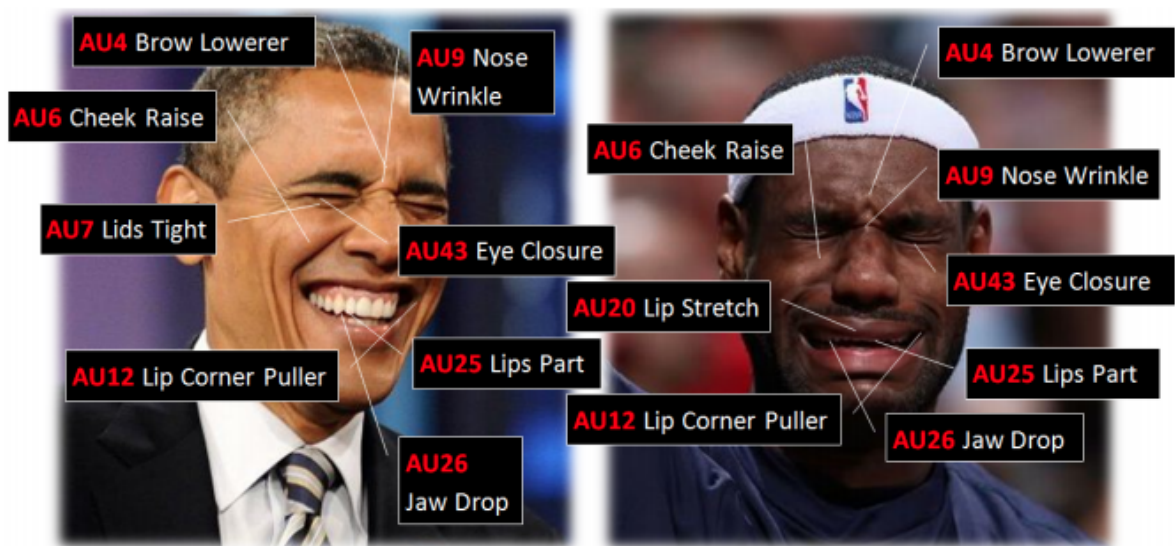 AU4 Brow Lowerer
AU9 Nose
Wrinkle
AU6 Cheek Raise
AU7 Lids Tight
AU43 Eye Closure
AU25 Lips Part
AU12 Lip Corner Puller
AU26
Jaw Drop
AU4 Brow Lowerer
AU6 Cheek Raise
AU9 Nose Wrinkle
AU43 Eye Closure
AU20 Lip Stretch
AU25 Lips Part
AU12 Lip Corner Puller
AU26 Jaw Drop